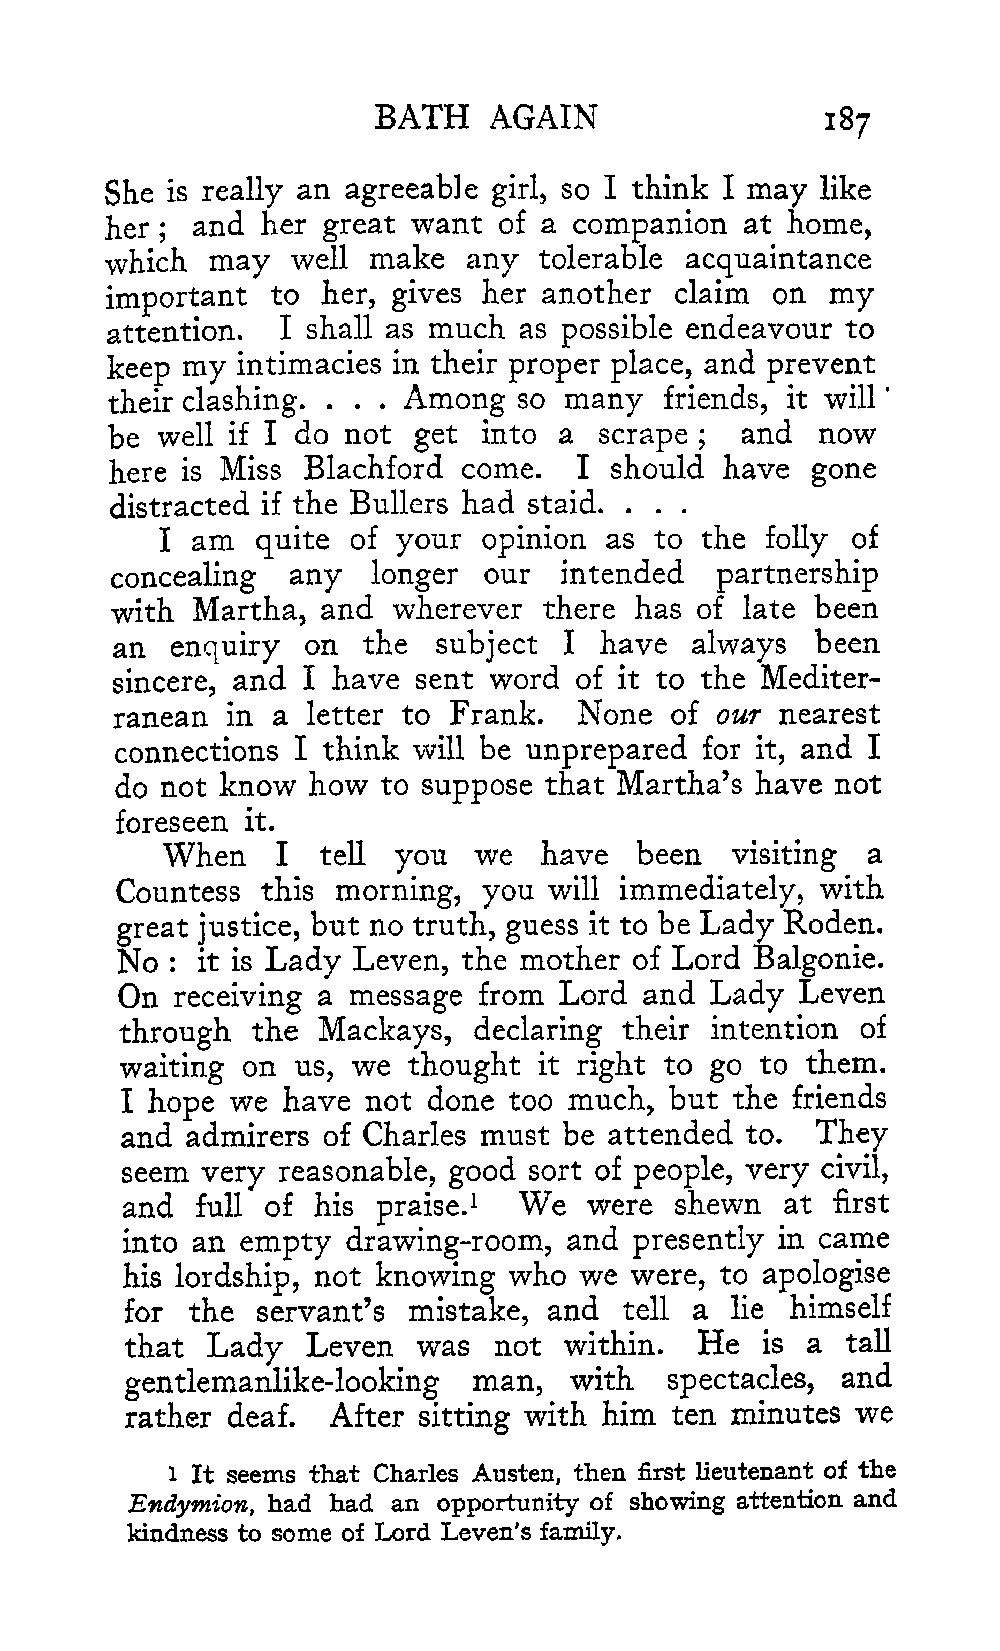 BATH AGAIN 187
She is really an agreeable girl, so I think I may like
her ; and her great want of a companion at home,
which may well make any tolerable acquaintance
important to her, gives her another claim on my
attention. I shall as much as possible endeavour to
keep my intimacies in their proper place, and prevent
their clashing. . . . Among so many friends, it will
be well if I do not get into a scrape ; and now
here is Miss Blachford come. I should have gone
distracted if the Bullers had staid. . . .
I am quite of your opinion as to the folly of
concealing any longer our intended partnership
with Martha, and wherever there has of late been
an enquiry on the subject I have always been
sincere, and I have sent word of it to the Mediter-
ranean in a letter to Frank. None of our nearest
connections I think will be unprepared for it, and I
do not know how to suppose that Martha's have not
foreseen it.
When I tell you we have been visiting a
Countess this morning, you will immediately, with
great justice, but no truth, guess it to be Lady Roden.
No : it is Lady Leven, the mother of Lord Balgonie.
On receiving a message from Lord and Lady Leven
through the Mackays, declaring their intention of
waiting on us, we thought it right to go to them.
I hope we have not done too much, but the friends
and admirers of Charles must be attended to. They
seem very reasonable, good sort of people, very civil,
and full of his praise.¹ We were shewn at first
into an empty drawing-room, and presently in came
his lordship, not knowing who we were, to apologise
for the servant's mistake, and tell a lie himself
that Lady Leven was not within. He is a tall
gentlemanlike-looking man, with spectacles, and
rather deaf. After sitting with him ten minutes we
1 It seems that Charles Austen, then first lieutenant of the
Endymion, had had an opportunity of showing attention and
kindness to some of Lord Leven's family.